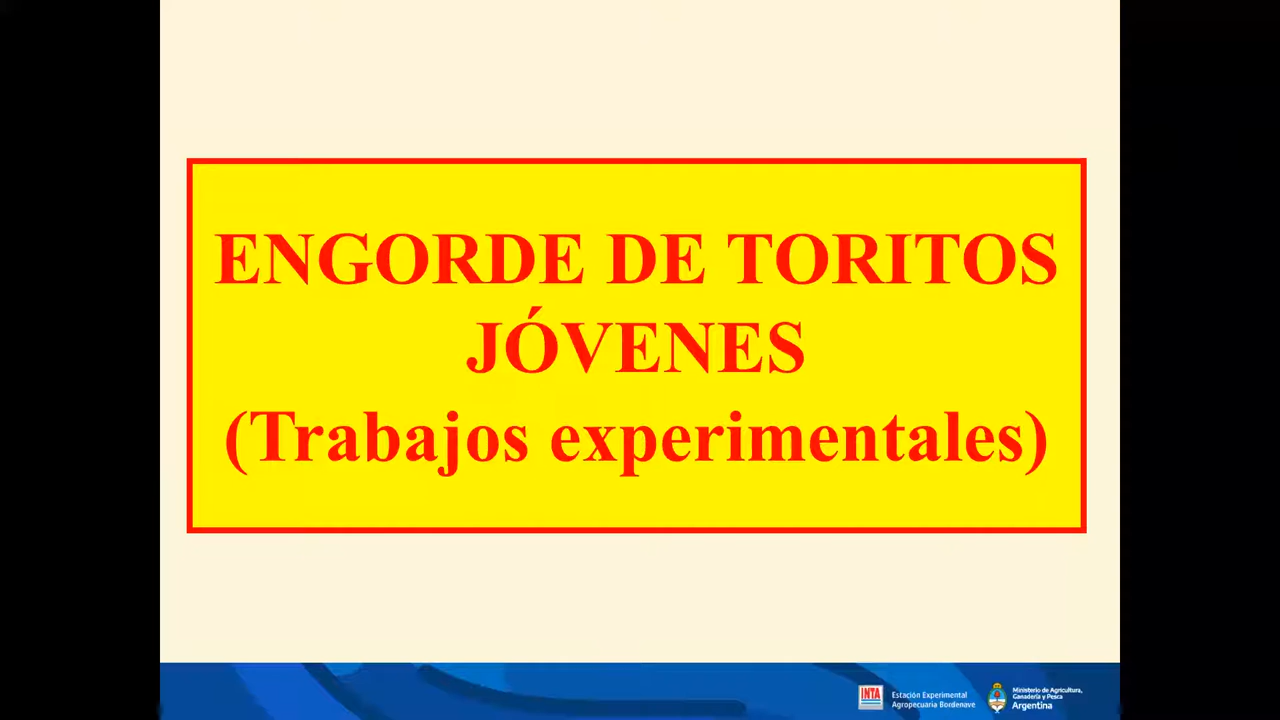 ENGORDE DE TORITOS
JÓVENES
(Trabajos experimentales)
INTA
Estación Experimental
Agropecuaria Bordenave
Ministerio de Agricultura,
Ganadería y Pesca
Argentina